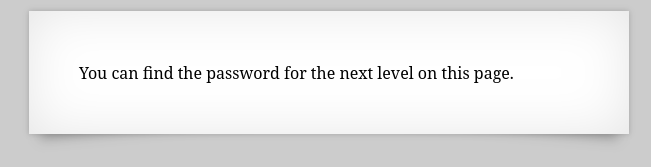 You can find the password for the next level on this page.